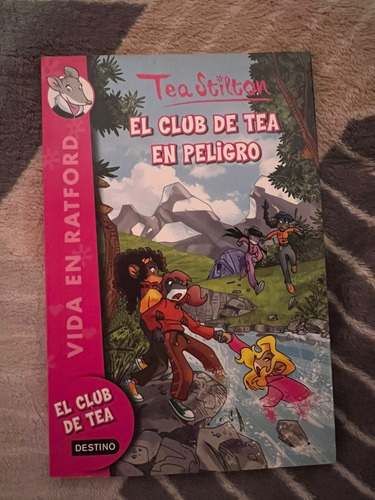 Tea Stilton
EL CLUB DE TEA
EN PELIGRO
VIDA EN RATFORD
EL CLUB
DE TEA
DESTINO